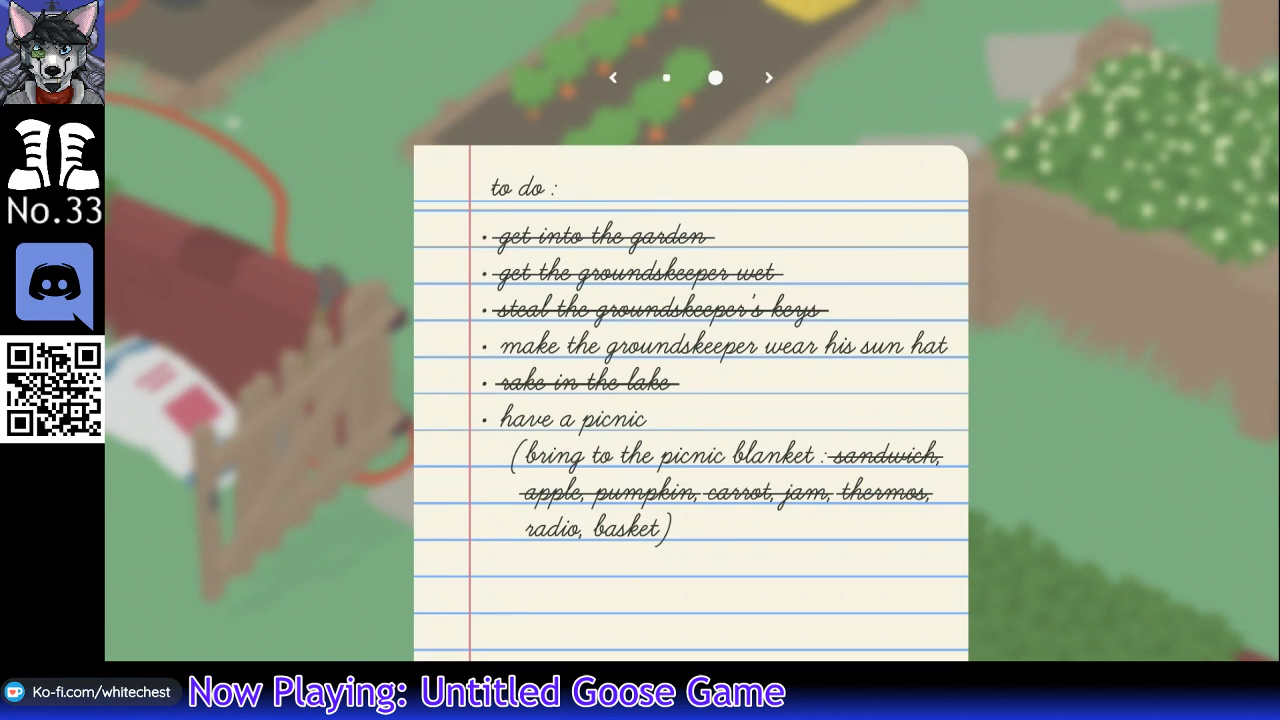 No.33
to do :
• get into the garden
• get the groundskeeper wet
• steal the groundskeeper's keys
• make the groundskeeper wear his sun hat
• rake in the lake
• have a picnic
(bring to the picnic blanket : sandwich,
apple, pumpkin, carrot, jam, thermos,
radio, basket)
Ko-fi.com/whitechest
Now Playing: Untitled Goose Game